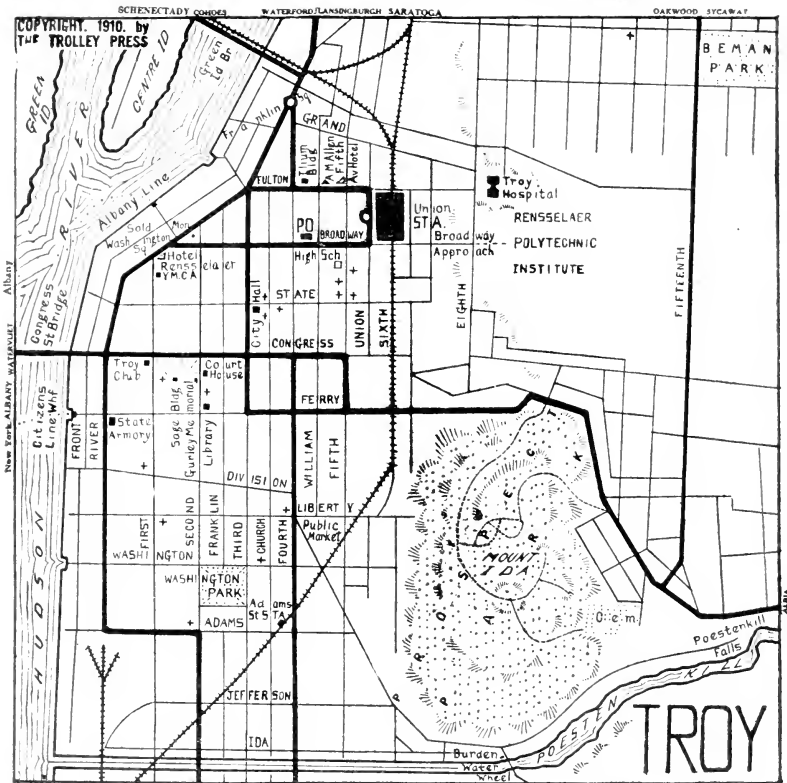 SCHENECTADY COHOES WATERFORD/LANSINGBURGH SARATOGA OAKWOOD SYCAWAY
COPYRIGHT. 1910. by
THE TROLLEY PRESS
GREEN ID
CENTRE ID
Green
Id Br
BEMAN
PARK
Franklin Sq
GRAND
Ilium
Bldg
A M Allen
Fifth
Av Hotel
FULTON
Albany Line
RIVER
Troy
Hospital
Union
STA.
RENSSELAER
POLYTECHNIC
INSTITUTE
Sold
Mon
Washington
Sq
PO
BROADWAY
Broadway
Approach
High Sch
Hotel
Rensselaer
Y.M.C.A
City Hall
STATE
Congress
St Bridge
CONGRESS
UNION
SIXTH
EIGHTH
FIFTEENTH
New York ALBANY WATERVLIET Albany
Troy
Club
Court
House
FERRY
Citizens
Line Whf
FRONT
RIVER
State
Armory
Sage Bldg
Gurley Memorial
Library
DIVISION
WILLIAM
FIFTH
LIBERTY
Public
Market
FIRST
SECOND
FRANKLIN
THIRD
CHURCH
FOURTH
WASHINGTON
WASHINGTON
PARK
Adams
St STA.
ADAMS
PROSPECT
PARK
MOUNT
IDA
Cem
ALBIA
HUDSON
Poestenkill
Falls
POESTEN KILL
JEFFERSON
IDA
Burden
Water
Wheel
TROY